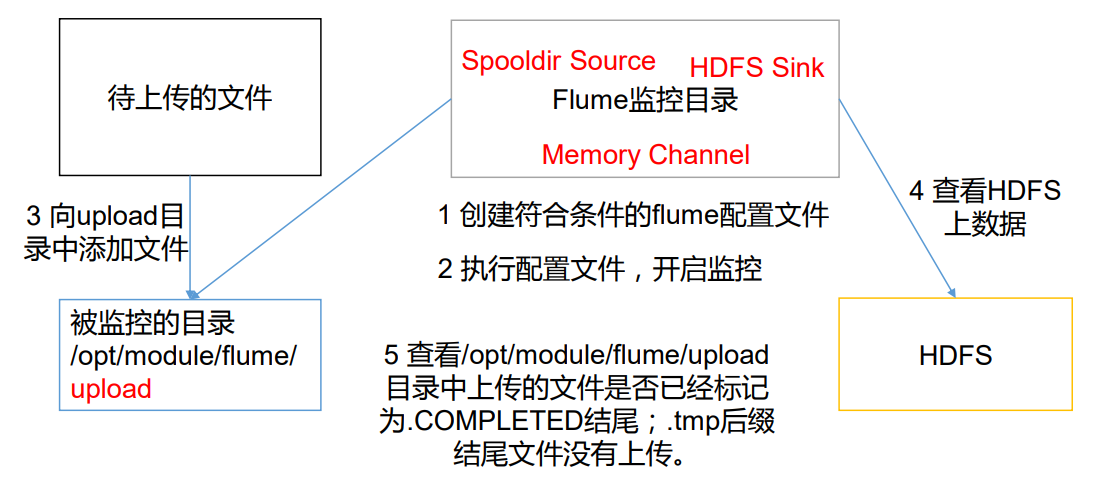 待上传的文件
Spooldir Source
HDFS Sink
Flume监控目录
Memory Channel
3 向upload目
录中添加文件
1 创建符合条件的flume配置文件
2 执行配置文件，开启监控
4 查看HDFS
上数据
被监控的目录
/opt/module/flume/
upload
5 查看/opt/module/flume/upload
目录中上传的文件是否已经标记
为.COMPLETED结尾；.tmp后缀
结尾文件没有上传。
HDFS